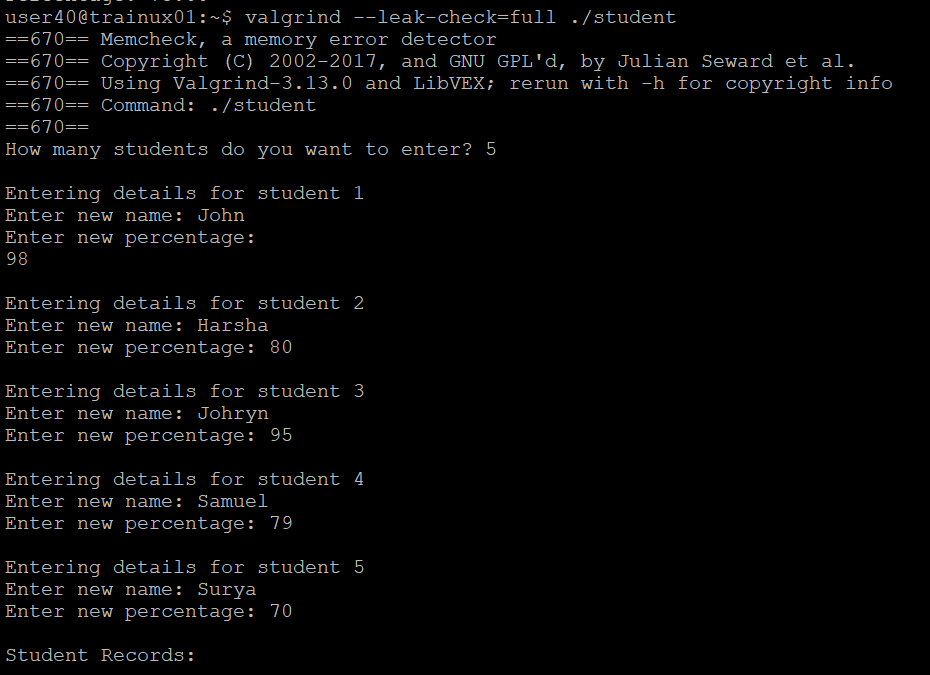 user40@trainux01:~$ valgrind --leak-check=full ./student
==670== Memcheck, a memory error detector
==670== Copyright (C) 2002-2017, and GNU GPL'd, by Julian Seward et al.
==670== Using Valgrind-3.13.0 and LibVEX; rerun with -h for copyright info
==670== Command: ./student
==670==
How many students do you want to enter? 5
Entering details for student 1
Enter new name: John
Enter new percentage:
98
Entering details for student 2
Enter new name: Harsha
Enter new percentage: 80
Entering details for student 3
Enter new name: Johryn
Enter new percentage: 95
Entering details for student 4
Enter new name: Samuel
Enter new percentage: 79
Entering details for student 5
Enter new name: Surya
Enter new percentage: 70
Student Records: